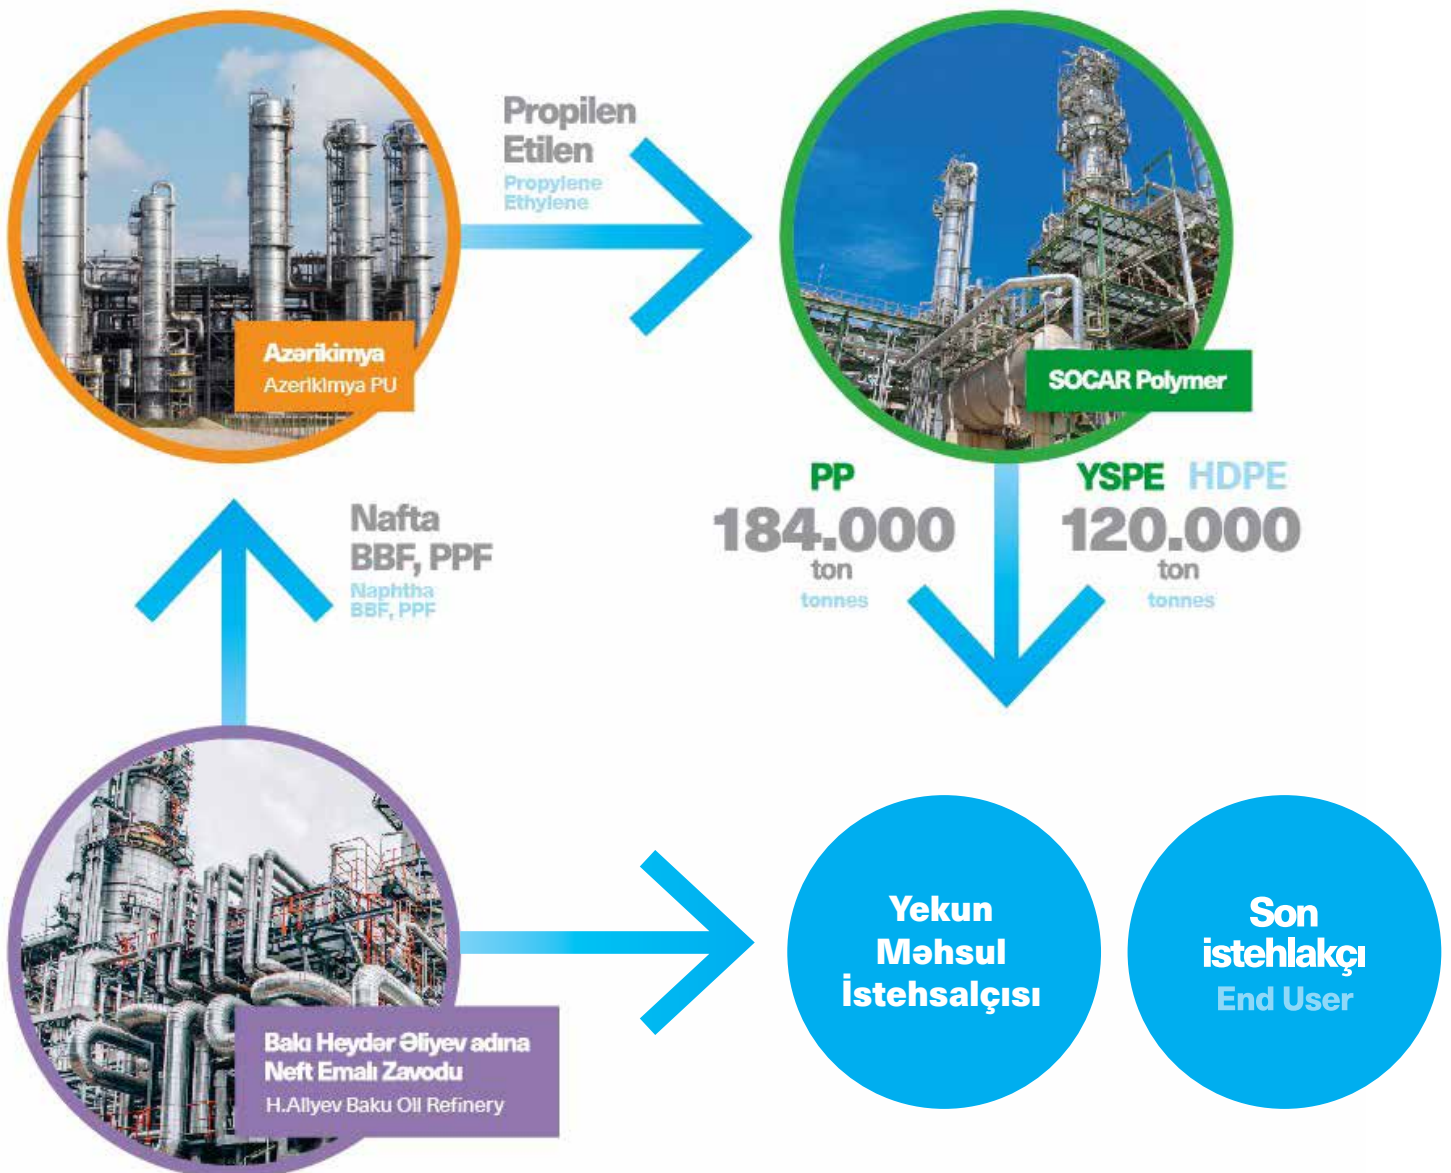 Propilen
Etilen
Propylene
Ethylene
Azərikimya
Azerikimya PU
SOCAR Polymer
PP
184.000
ton
tonnes
YSPE HDPE
120.000
ton
tonnes
Nafta
BBF, PPF
Naphtha
BBF, PPF
Bakı Heydər Əliyev adına
Neft Emalı Zavodu
H.Aliyev Baku Oil Refinery
Yekun
Məhsul
İstehsalçısı
Son
istehlakçı
End User